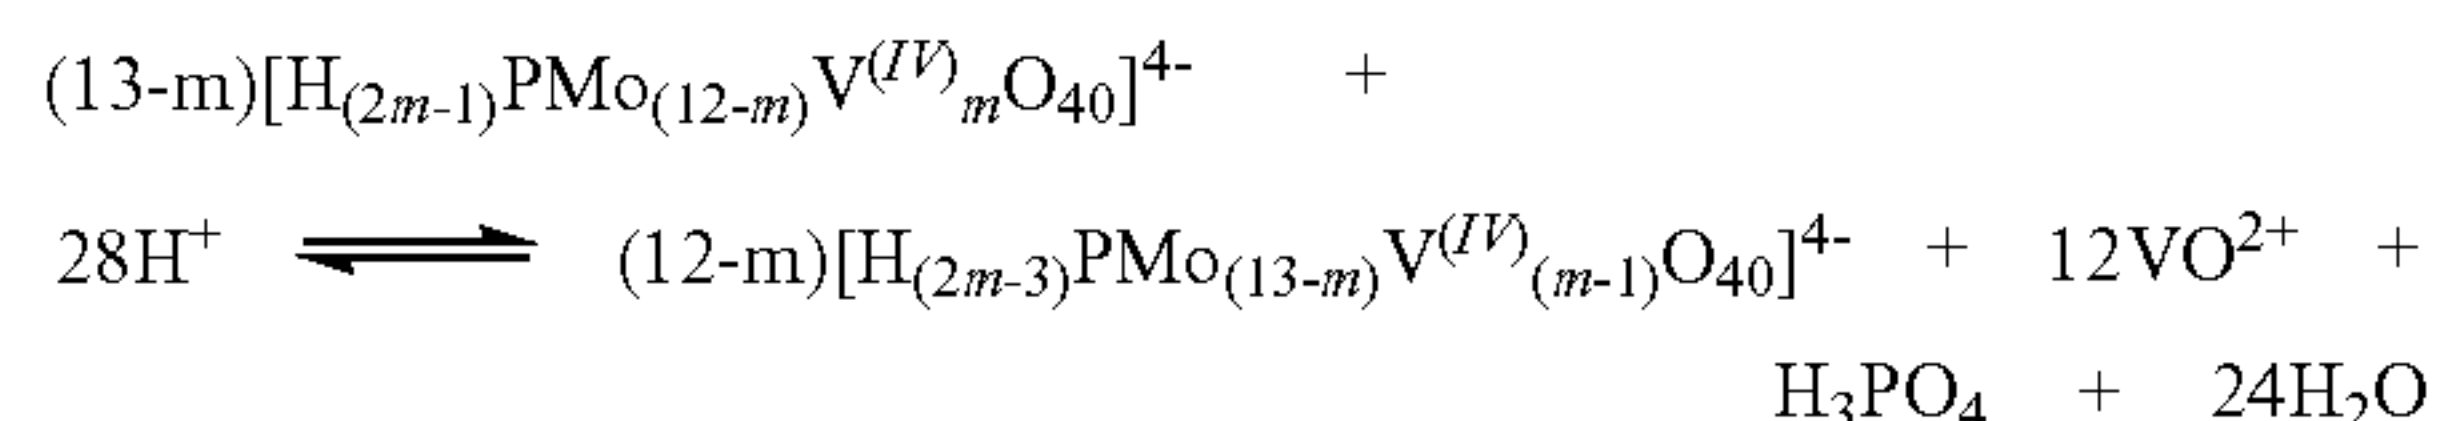 (13-m)[H₍₂ₘ₋₁₎PMo₍₁₂₋ₘ₎V⁽ᴵⱽ⁾ₘO₄₀]⁴⁻ +
28H⁺ ⇌ (12-m)[H₍₂ₘ₋₃₎PMo₍₁₃₋ₘ₎V⁽ᴵⱽ⁾₍ₘ₋₁₎O₄₀]⁴⁻ + 12VO²⁺ +
H₃PO₄ + 24H₂O